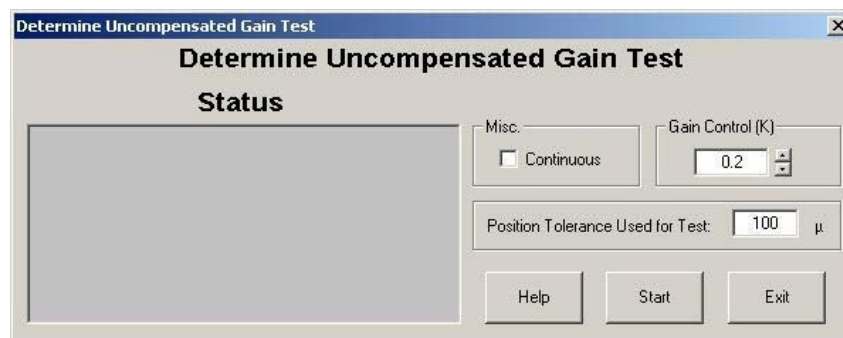 Determine Uncompensated Gain Test
Determine Uncompensated Gain Test
Status
Misc.
Continuous
Gain Control (K)
0.2
Position Tolerance Used for Test: 100 µ
Help Start Exit